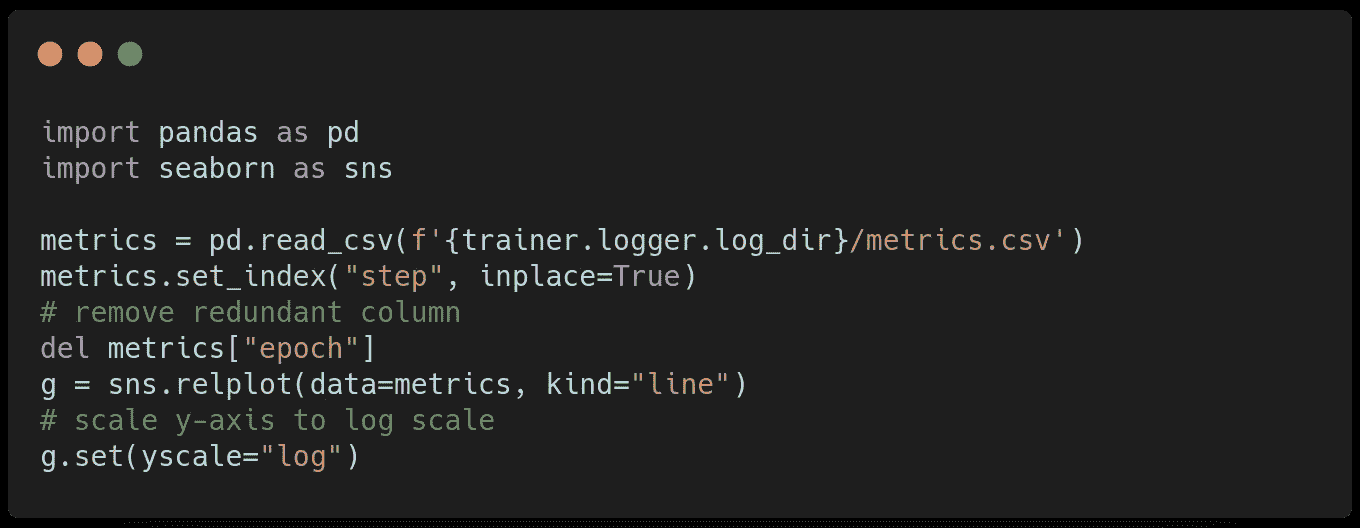 import pandas as pd
import seaborn as sns
metrics = pd.read_csv(f'{trainer.logger.log_dir}/metrics.csv')
metrics.set_index("step", inplace=True)
# remove redundant column
del metrics["epoch"]
g = sns.relplot(data=metrics, kind="line")
# scale y-axis to log scale
g.set(yscale="log")